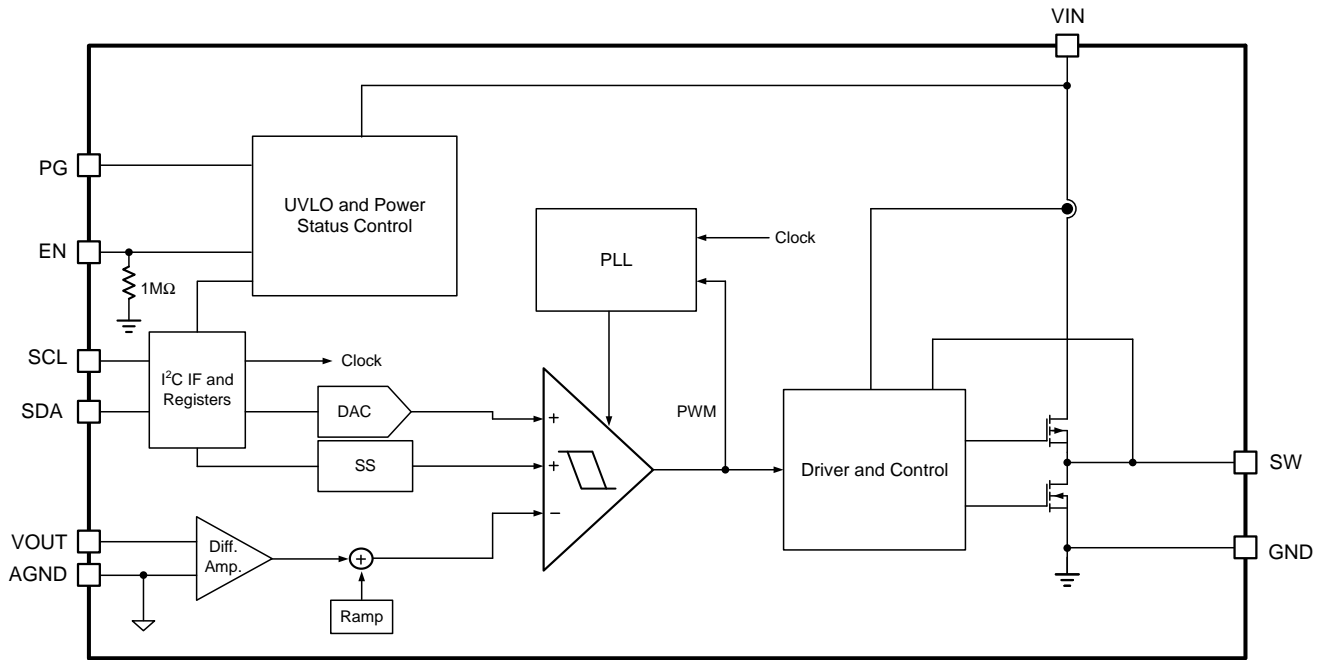 VIN
PG
UVLO and Power
Status Control
EN
1MΩ
PLL
Clock
SCL
I²C IF and
Registers
Clock
SDA
DAC
+
PWM
SS
+
Driver and Control
SW
−
VOUT
Diff.
Amp.
AGND
+
Ramp
GND